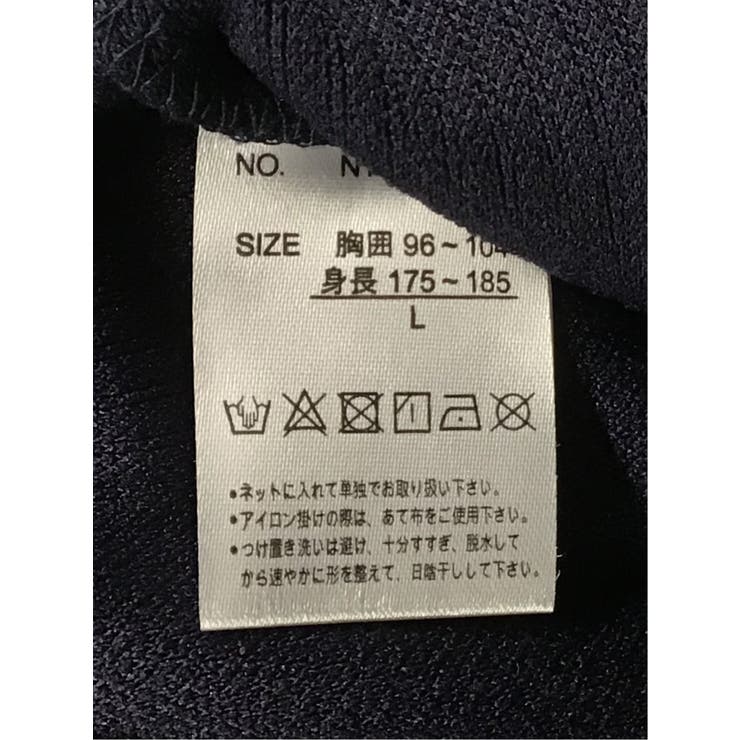 NO.
SIZE 胸囲 96～104
身長 175～185
L
•ネットに入れて単独でお取り扱い下さい。
•アイロン掛けの際は、あて布をご使用下さい。
•つけ置き洗いは避け、十分すすぎ、脱水して
から速やかに形を整えて、日陰干しして下さい。